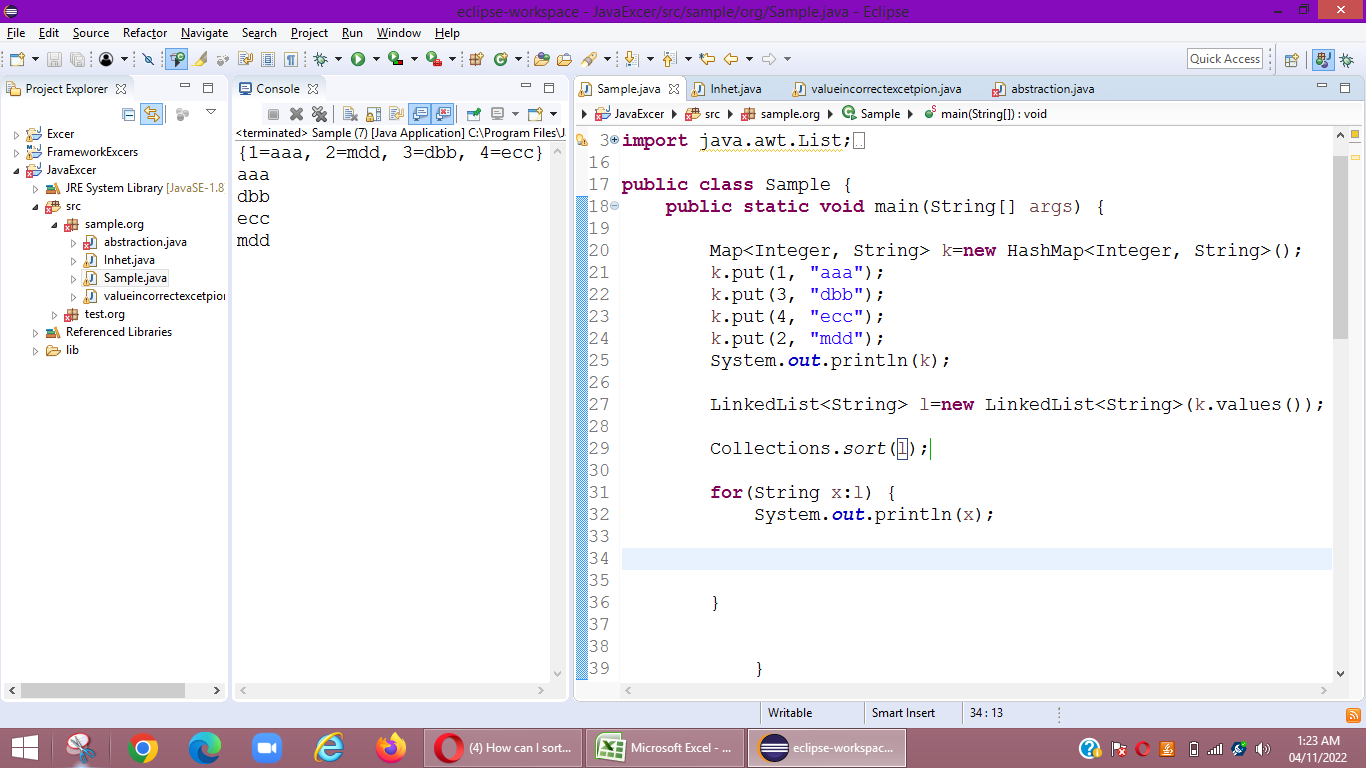 eclipse-workspace - JavaExcer/src/sample/org/Sample.java - Eclipse
File Edit Source Refactor Navigate Search Project Run Window Help
Quick Access
Project Explorer
Excer
FrameworkExcers
JavaExcer
JRE System Library [JavaSE-1.8
src
sample.org
abstraction.java
Inhet.java
Sample.java
valueincorrectexcetpion
test.org
Referenced Libraries
lib
Console
<terminated> Sample (7) [Java Application] C:\Program Files\J
{1=aaa, 2=mdd, 3=dbb, 4=ecc}
aaa
dbb
ecc
mdd
Sample.java Inhet.java valueincorrectexcetpion.java abstraction.java
JavaExcer src sample.org Sample main(String[]) : void
3 import java.awt.List;
16
17 public class Sample {
18 public static void main(String[] args) {
19
20 Map<Integer, String> k=new HashMap<Integer, String>();
21 k.put(1, "aaa");
22 k.put(3, "dbb");
23 k.put(4, "ecc");
24 k.put(2, "mdd");
25 System.out.println(k);
26
27 LinkedList<String> l=new LinkedList<String>(k.values());
28
29 Collections.sort(l);
30
31 for(String x:l) {
32 System.out.println(x);
33
34
35
36 }
37
38
39 }
Writable Smart Insert 34 : 13
(4) How can I sort... Microsoft Excel - ... eclipse-workspac...
1:23 AM
04/11/2022